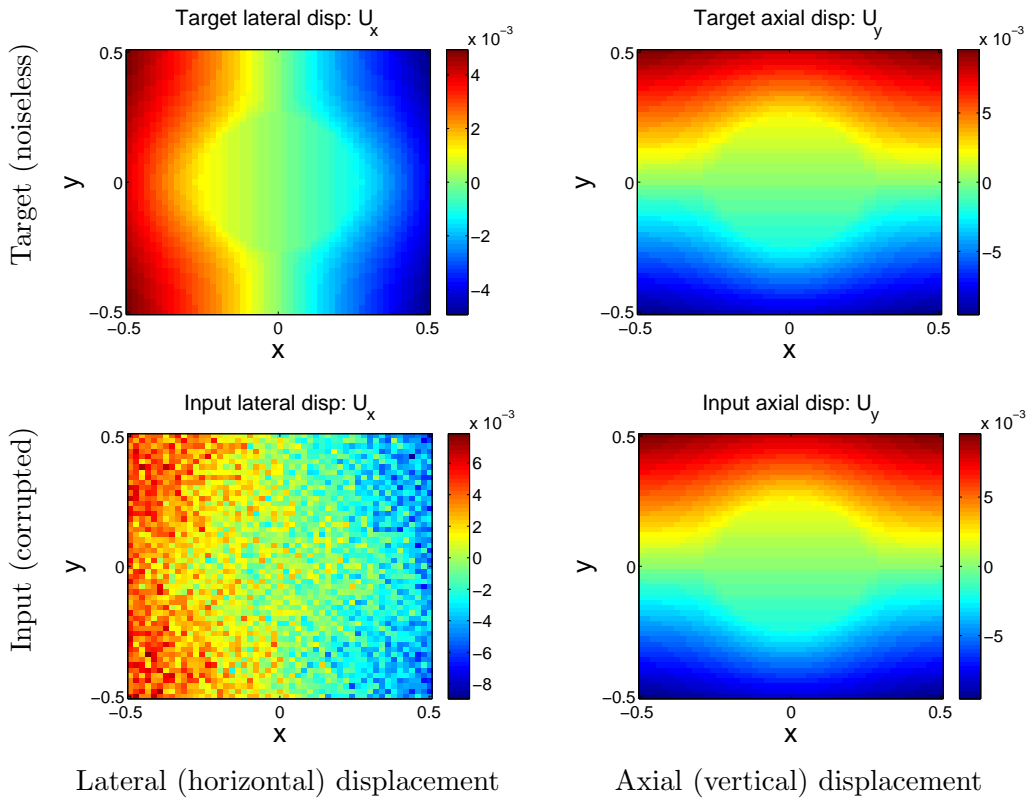 Target lateral disp: U_x
Target axial disp: U_y
Target (noiseless)
x 10^-3
4
2
0
−2
−4
0.5
0
−0.5
y
−0.5
0
0.5
x
x 10^-3
5
0
−5
0.5
0
−0.5
y
−0.5
0
0.5
x
Input lateral disp: U_x
Input axial disp: U_y
Input (corrupted)
x 10^-3
6
4
2
0
−2
−4
−6
−8
0.5
0
−0.5
y
−0.5
0
0.5
x
x 10^-3
5
0
−5
0.5
0
−0.5
y
−0.5
0
0.5
x
Lateral (horizontal) displacement
Axial (vertical) displacement